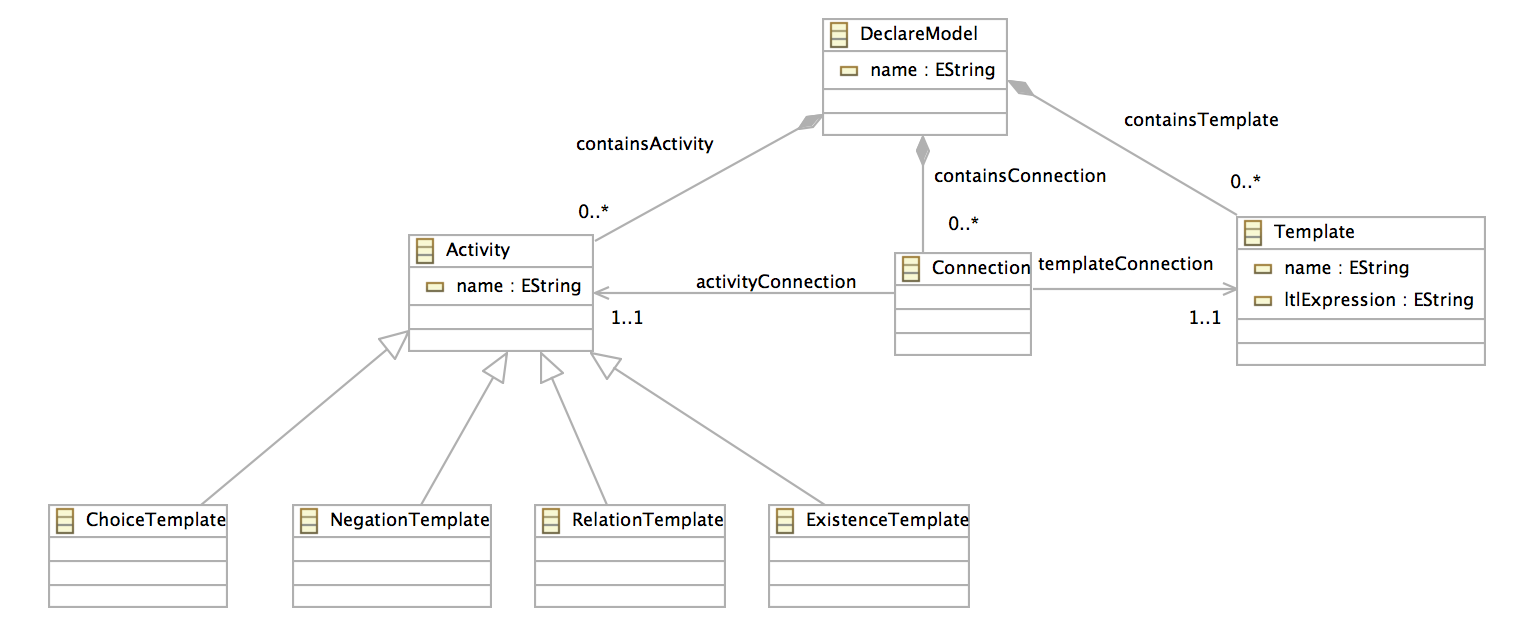 DeclareModel
name : EString
containsTemplate
containsActivity
containsConnection
0..*
0..*
0..*
Activity
name : EString
activityConnection
1..1
Connection
templateConnection
1..1
Template
name : EString
ltlExpression : EString
ChoiceTemplate
NegationTemplate
RelationTemplate
ExistenceTemplate